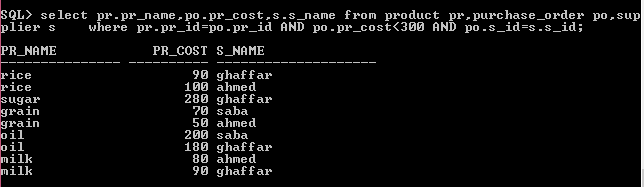 SQL> select pr.pr_name,po.pr_cost,s.s_name from product pr,purchase_order po,sup
plier s    where pr.pr_id=po.pr_id AND po.pr_cost<300 AND po.s_id=s.s_id;
PR_NAME            PR_COST S_NAME
--------------- ---------- --------------------
rice                    90 ghaffar
rice                   100 ahmed
sugar                  280 ghaffar
grain                   70 saba
grain                   50 ahmed
oil                    200 saba
oil                    180 ghaffar
milk                    80 ahmed
milk                    90 ghaffar